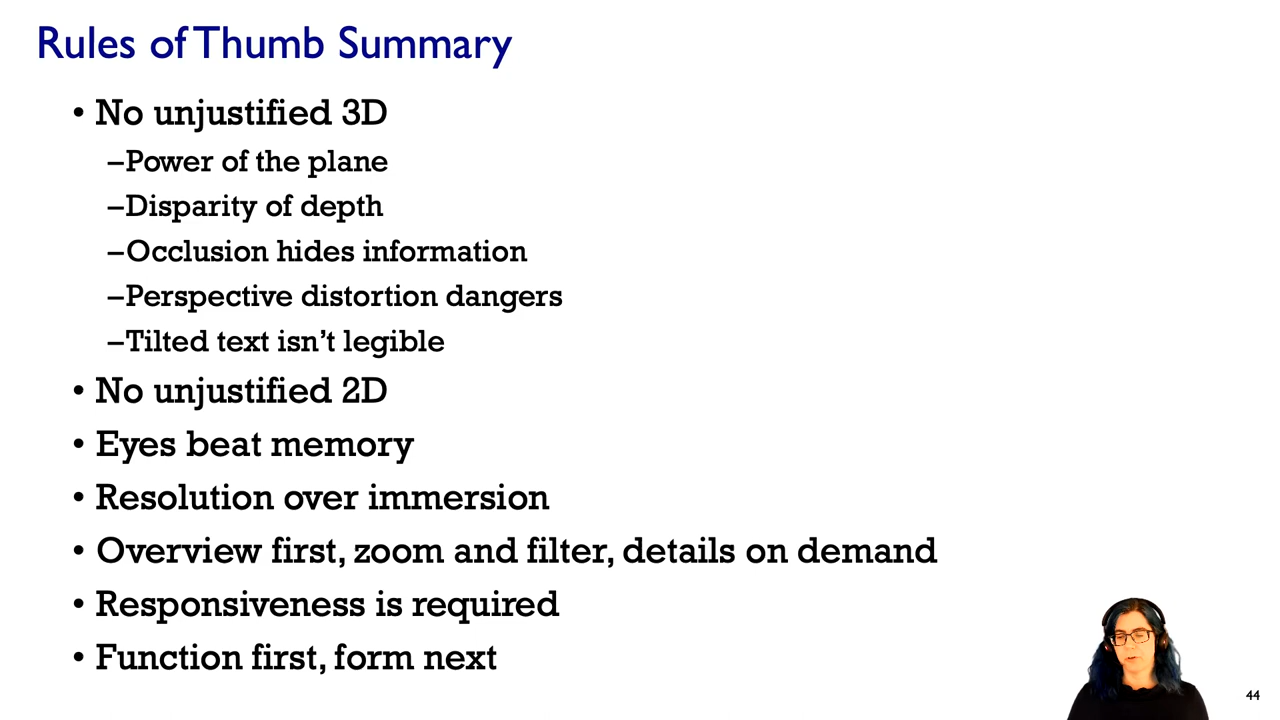 Rules of Thumb Summary
• No unjustified 3D
–Power of the plane
–Disparity of depth
–Occlusion hides information
–Perspective distortion dangers
–Tilted text isn’t legible
• No unjustified 2D
• Eyes beat memory
• Resolution over immersion
• Overview first, zoom and filter, details on demand
• Responsiveness is required
• Function first, form next
44